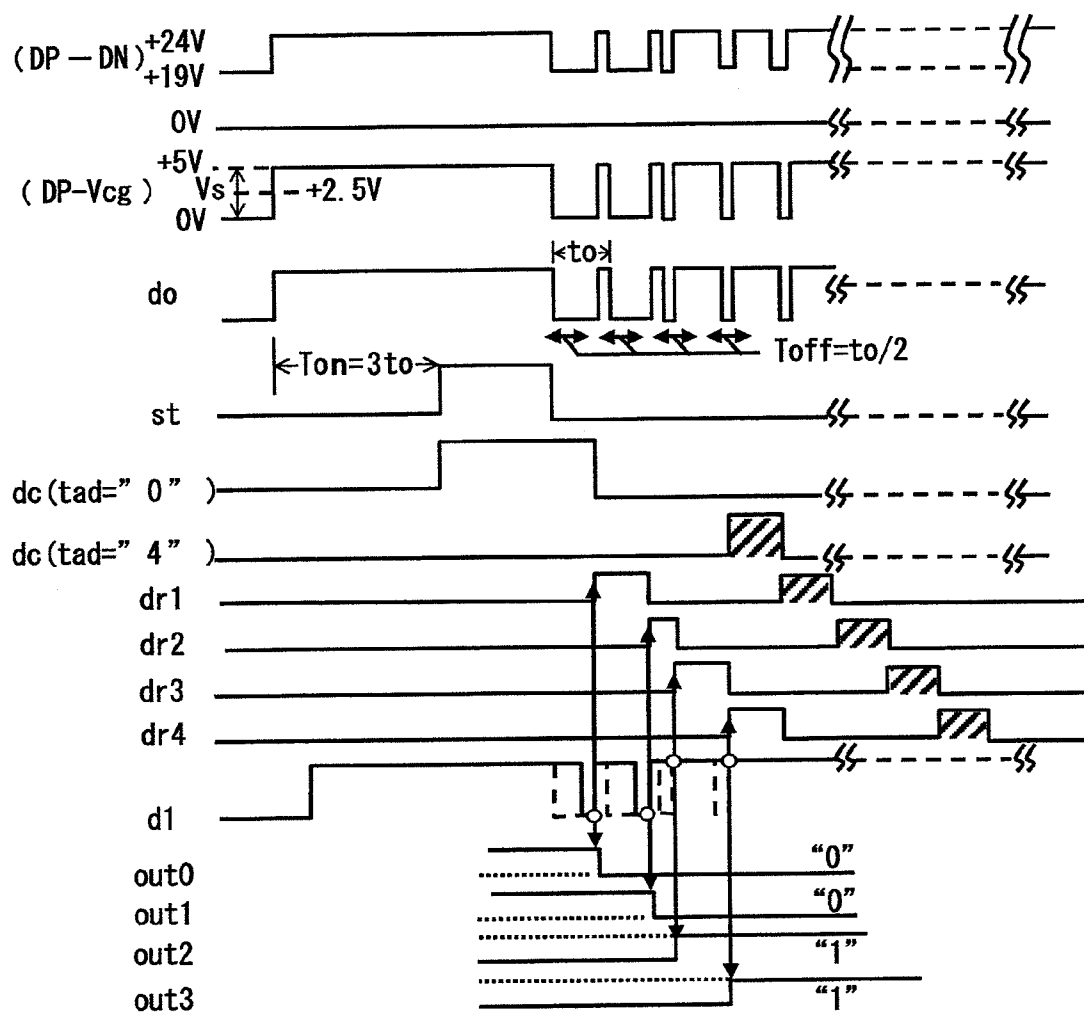 (DP－DN) +24V
+19V
0V
+5V
(DP-Vcg) Vs +2.5V
0V
to
do
Toff=to/2
Ton=3to
st
dc(tad=”0”)
dc(tad=”4”)
dr1
dr2
dr3
dr4
d1
out0 “0”
out1 “0”
out2 “1”
out3 “1”